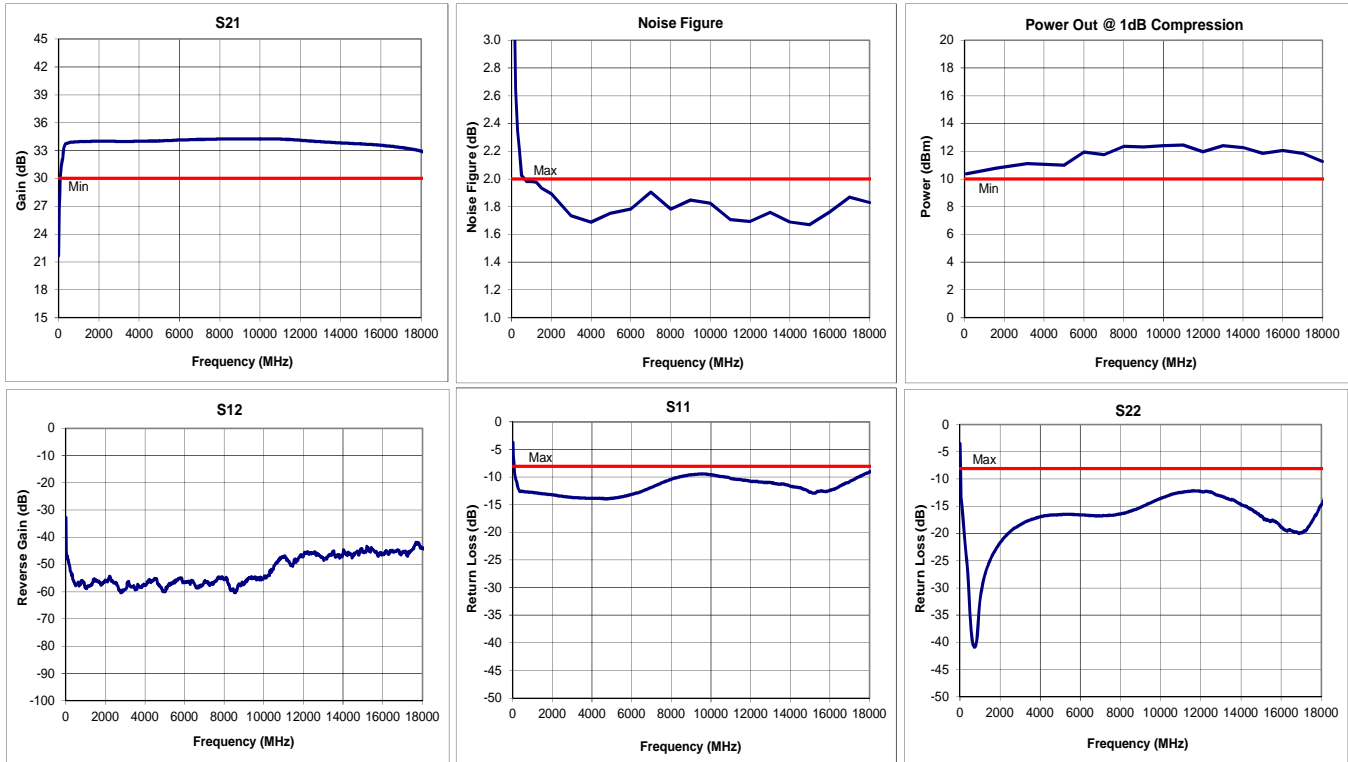 S21
Gain (dB)
45
42
39
36
33
30
27
24
21
18
15
Min
0 2000 4000 6000 8000 10000 12000 14000 16000 18000
Frequency (MHz)
Noise Figure
Noise Figure (dB)
3.0
2.8
2.6
2.4
2.2
2.0
1.8
1.6
1.4
1.2
1.0
Max
0 2000 4000 6000 8000 10000 12000 14000 16000 18000
Frequency (MHz)
Power Out @ 1dB Compression
Power (dBm)
20
18
16
14
12
10
8
6
4
2
0
Min
0 2000 4000 6000 8000 10000 12000 14000 16000 18000
Frequency (MHz)
S12
Reverse Gain (dB)
0
-10
-20
-30
-40
-50
-60
-70
-80
-90
-100
0 2000 4000 6000 8000 10000 12000 14000 16000 18000
Frequency (MHz)
S11
Return Loss (dB)
0
-5
-10
-15
-20
-25
-30
-35
-40
-45
-50
Max
0 2000 4000 6000 8000 10000 12000 14000 16000 18000
Frequency (MHz)
S22
Return Loss (dB)
0
-5
-10
-15
-20
-25
-30
-35
-40
-45
-50
Max
0 2000 4000 6000 8000 10000 12000 14000 16000 18000
Frequency (MHz)